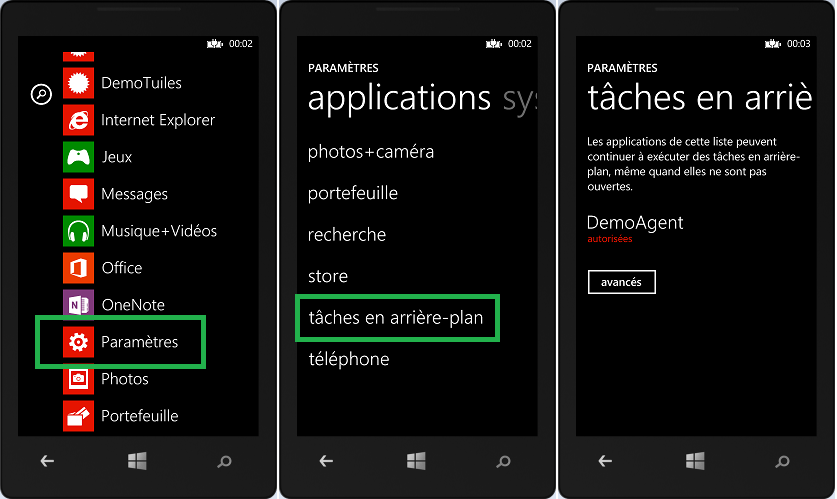 00:02
DemoTuiles
Internet Explorer
Jeux
Messages
Musique+Vidéos
Office
OneNote
Paramètres
Photos
Portefeuille
00:02
PARAMÈTRES
applications sys
photos+caméra
portefeuille
recherche
store
tâches en arrière-plan
téléphone
00:03
PARAMÈTRES
tâches en arriè
Les applications de cette liste peuvent
continuer à exécuter des tâches en arrière-
plan, même quand elles ne sont pas
ouvertes.
DemoAgent
autorisées
avancés